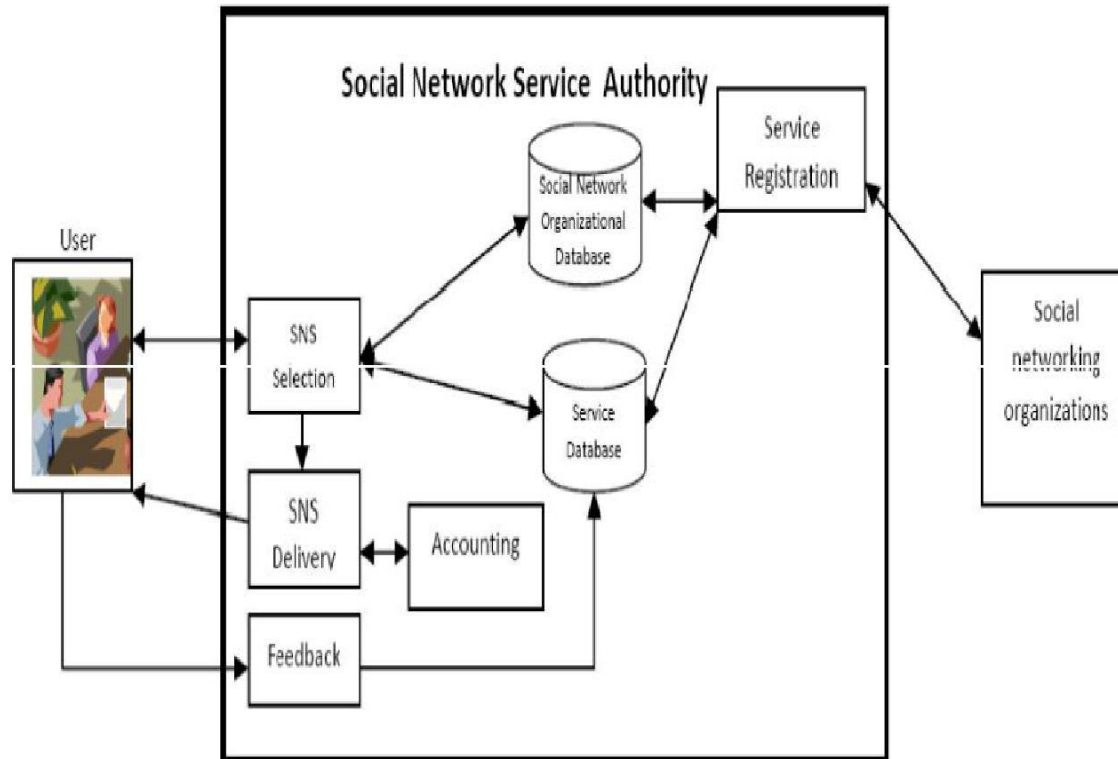 Social Network Service Authority
Service
Registration
Social Network
Organizational
Database
User
SNS
Selection
Social
networking
organizations
Service
Database
SNS
Delivery
Accounting
Feedback